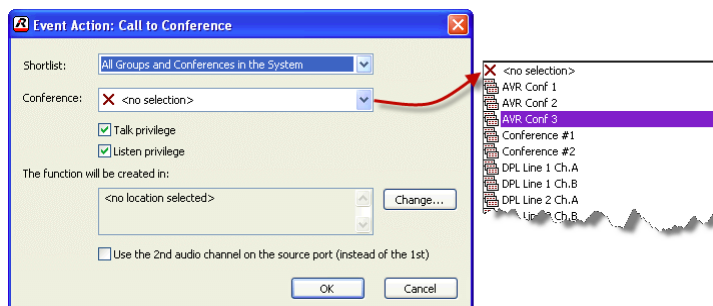 Event Action: Call to Conference
Shortlist: All Groups and Conferences in the System
Conference: <no selection>
Talk privilege
Listen privilege
The function will be created in:
<no location selected>
Change...
Use the 2nd audio channel on the source port (instead of the 1st)
OK Cancel
<no selection>
AVR Conf 1
AVR Conf 2
AVR Conf 3
Conference #1
Conference #2
DPL Line 1 Ch.A
DPL Line 1 Ch.B
DPL Line 2 Ch.A
Line 2 Ch.B